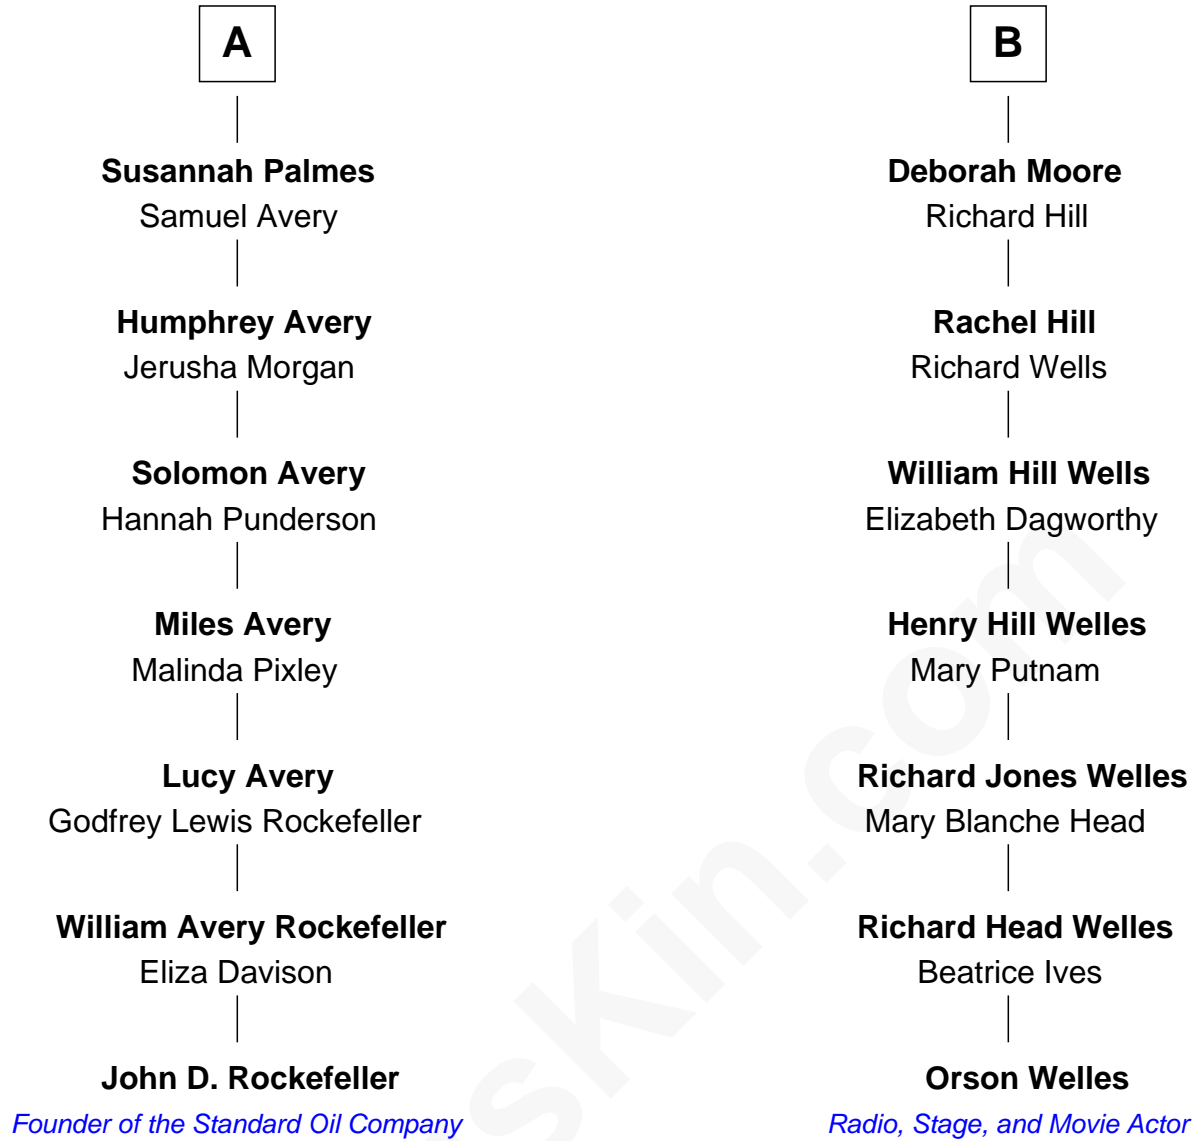 A
Susannah Palmes
Samuel Avery
Humphrey Avery
Jerusha Morgan
Solomon Avery
Hannah Punderson
Miles Avery
Malinda Pixley
Lucy Avery
Godfrey Lewis Rockefeller
William Avery Rockefeller
Eliza Davison
John D. Rockefeller
Founder of the Standard Oil Company
B
Deborah Moore
Richard Hill
Rachel Hill
Richard Wells
William Hill Wells
Elizabeth Dagworthy
Henry Hill Welles
Mary Putnam
Richard Jones Welles
Mary Blanche Head
Richard Head Welles
Beatrice Ives
Orson Welles
Radio, Stage, and Movie Actor
sKin.com